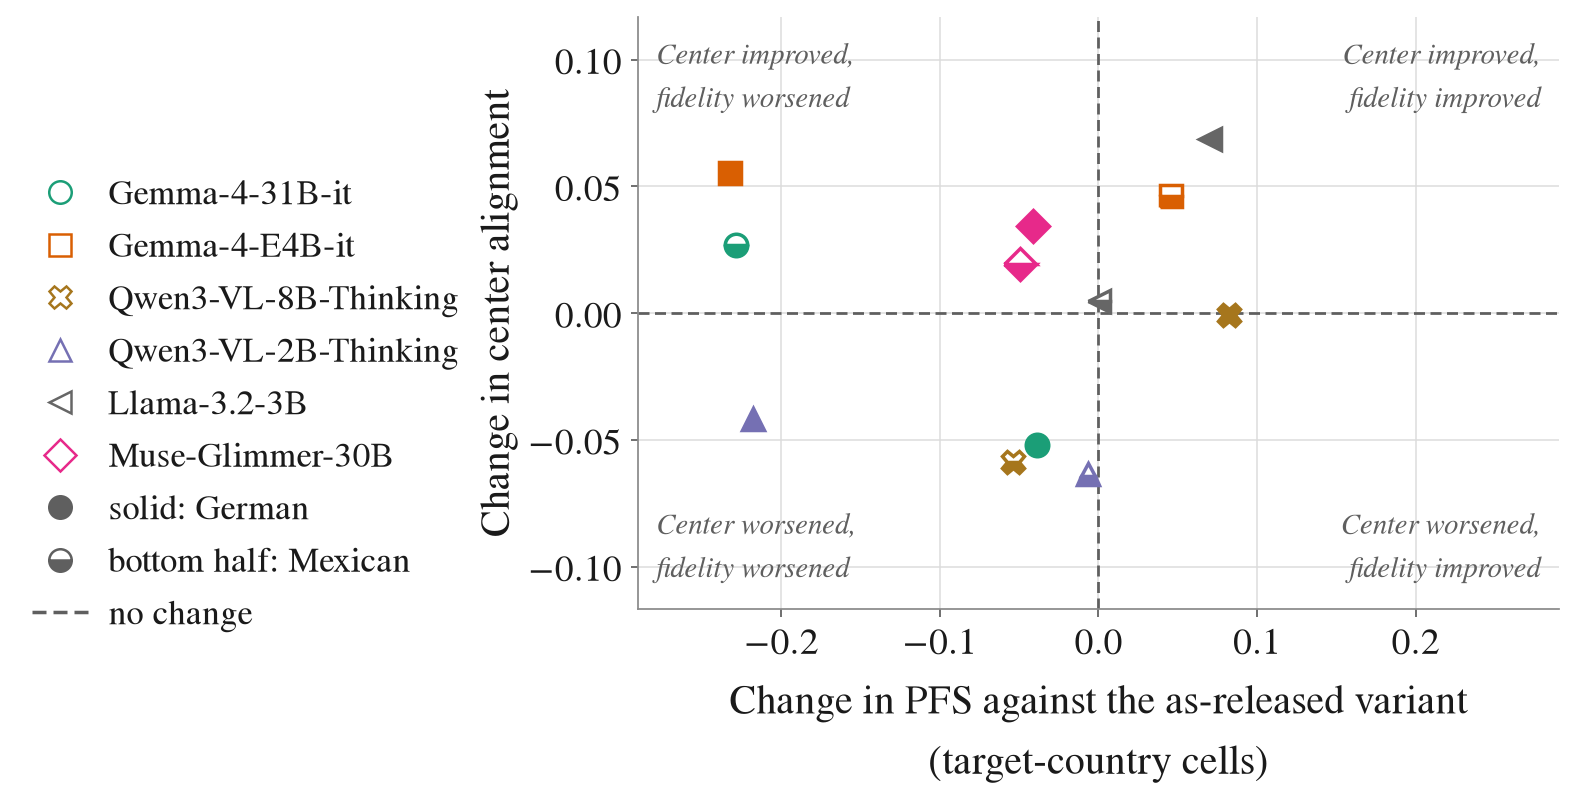 Gemma-4-31B-it
Gemma-4-E4B-it
Qwen3-VL-8B-Thinking
Qwen3-VL-2B-Thinking
Llama-3.2-3B
Muse-Glimmer-30B
solid: German
bottom half: Mexican
no change
Change in center alignment
0.10
0.05
0.00
−0.05
−0.10
Center improved,
fidelity worsened
Center improved,
fidelity improved
Center worsened,
fidelity worsened
Center worsened,
fidelity improved
−0.2
−0.1
0.0
0.1
0.2
Change in PFS against the as-released variant
(target-country cells)